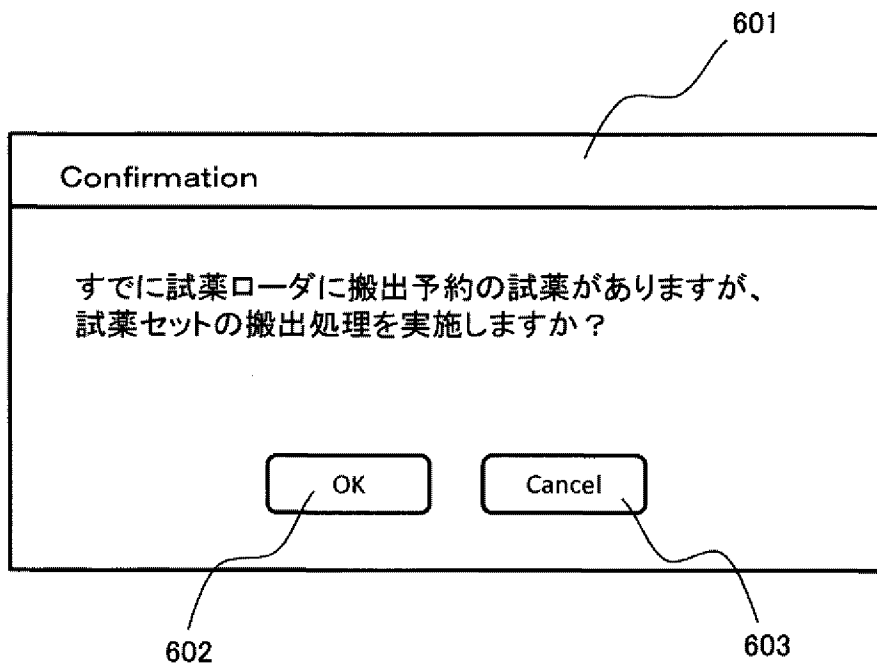 601
Confirmation
すでに試薬ローダに搬出予約の試薬がありますが、
試薬セットの搬出処理を実施しますか？
OK
Cancel
602
603